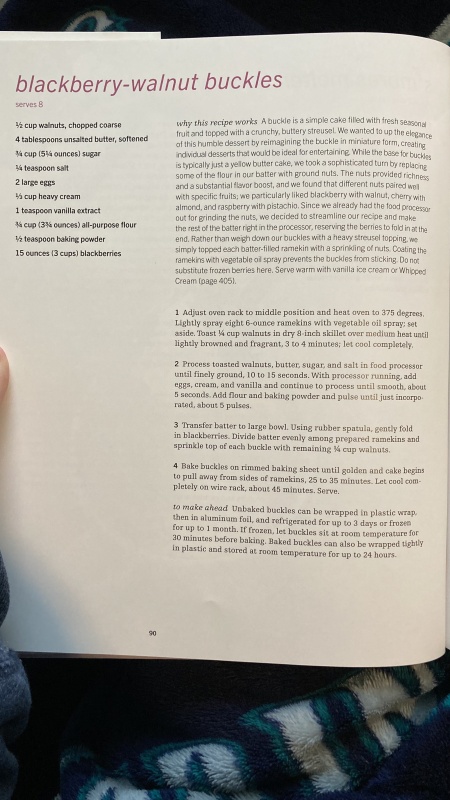 blackberry-walnut buckles
serves 8
½ cup walnuts, chopped coarse
4 tablespoons unsalted butter, softened
¾ cup (5¼ ounces) sugar
¼ teaspoon salt
2 large eggs
⅓ cup heavy cream
1 teaspoon vanilla extract
¾ cup (3¾ ounces) all-purpose flour
½ teaspoon baking powder
15 ounces (3 cups) blackberries
why this recipe works A buckle is a simple cake filled with fresh seasonal
fruit and topped with a crunchy, buttery streusel. We wanted to up the elegance
of this humble dessert by reimagining the buckle in miniature form, creating
individual desserts that would be ideal for entertaining. While the base for buckles
is typically just a yellow butter cake, we took a sophisticated turn by replacing
some of the flour in our batter with ground nuts. The nuts provided richness
and a substantial flavor boost, and we found that different nuts paired well
with specific fruits; we particularly liked blackberry with walnut, cherry with
almond, and raspberry with pistachio. Since we already had the food processor
out for grinding the nuts, we decided to streamline our recipe and make
the rest of the batter right in the processor, reserving the berries to fold in at the
end. Rather than weigh down our buckles with a heavy streusel topping, we
simply topped each batter-filled ramekin with a sprinkling of nuts. Coating the
ramekins with vegetable oil spray prevents the buckles from sticking. Do not
substitute frozen berries here. Serve warm with vanilla ice cream or Whipped
Cream (page 405).
1 Adjust oven rack to middle position and heat oven to 375 degrees.
Lightly spray eight 6-ounce ramekins with vegetable oil spray; set
aside. Toast ¼ cup walnuts in dry 8-inch skillet over medium heat until
lightly browned and fragrant, 3 to 4 minutes; let cool completely.
2 Process toasted walnuts, butter, sugar, and salt in food processor
until finely ground, 10 to 15 seconds. With processor running, add
eggs, cream, and vanilla and continue to process until smooth, about
5 seconds. Add flour and baking powder and pulse until just incorpo-
rated, about 5 pulses.
3 Transfer batter to large bowl. Using rubber spatula, gently fold
in blackberries. Divide batter evenly among prepared ramekins and
sprinkle top of each buckle with remaining ¼ cup walnuts.
4 Bake buckles on rimmed baking sheet until golden and cake begins
to pull away from sides of ramekins, 25 to 35 minutes. Let cool com-
pletely on wire rack, about 45 minutes. Serve.
to make ahead Unbaked buckles can be wrapped in plastic wrap,
then in aluminum foil, and refrigerated for up to 3 days or frozen
for up to 1 month. If frozen, let buckles sit at room temperature for
30 minutes before baking. Baked buckles can also be wrapped tightly
in plastic and stored at room temperature for up to 24 hours.
90